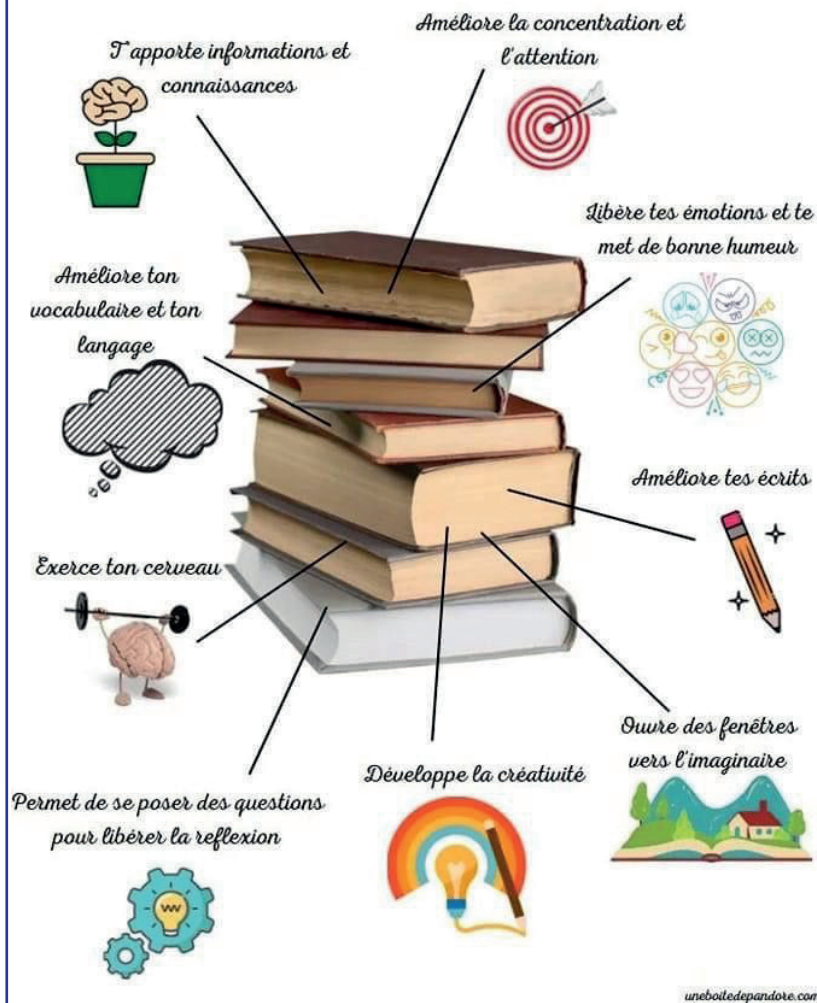 Améliore la concentration et
l'attention
T'apporte informations et
connaissances
Libère tes émotions et te
met de bonne humeur
Améliore ton
vocabulaire et ton
langage
Améliore tes écrits
Exerce ton cerveau
Ouvre des fenêtres
vers l'imaginaire
Développe la créativité
Permet de se poser des questions
pour libérer la reflexion
uneboitedepandore.com